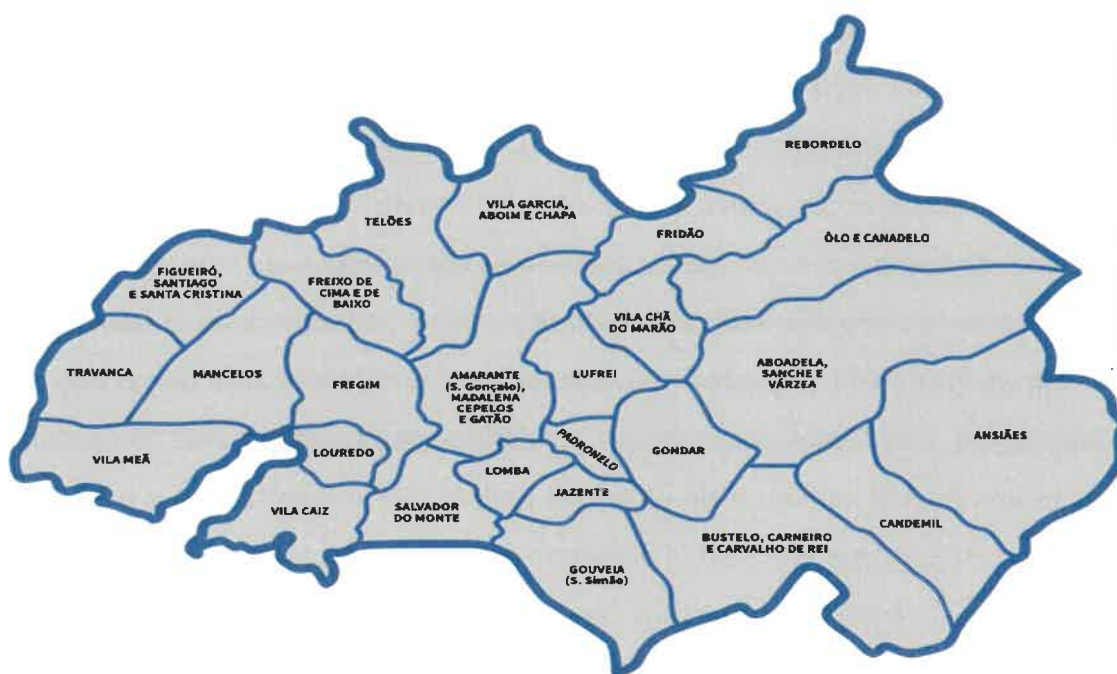 REBORDELO
TELÕES
VILA GARCIA,
ABOIM E CHAPA
FRIDÃO
ÔLO E CANADELO
FIGUEIRÓ,
SANTIAGO
E SANTA CRISTINA
FREIXO DE
CIMA E DE
BAIXO
VILA CHÃ
DO MARÃO
TRAVANCA
MANCELOS
FREGIM
AMARANTE
(S. Gonçalo),
MADALENA
CEPELOS
E GATÃO
LUFREI
ABOADELA,
SANCHE E
VÁRZEA
ANSIÃES
VILA MEÃ
LOUREDO
LOMBA
PADRONELO
GONDAR
JAZENTE
VILA CAIZ
SALVADOR
DO MONTE
GOUVEIA
(S. Simão)
BUSTELO, CARNEIRO
E CARVALHO DE REI
CANDEMIL